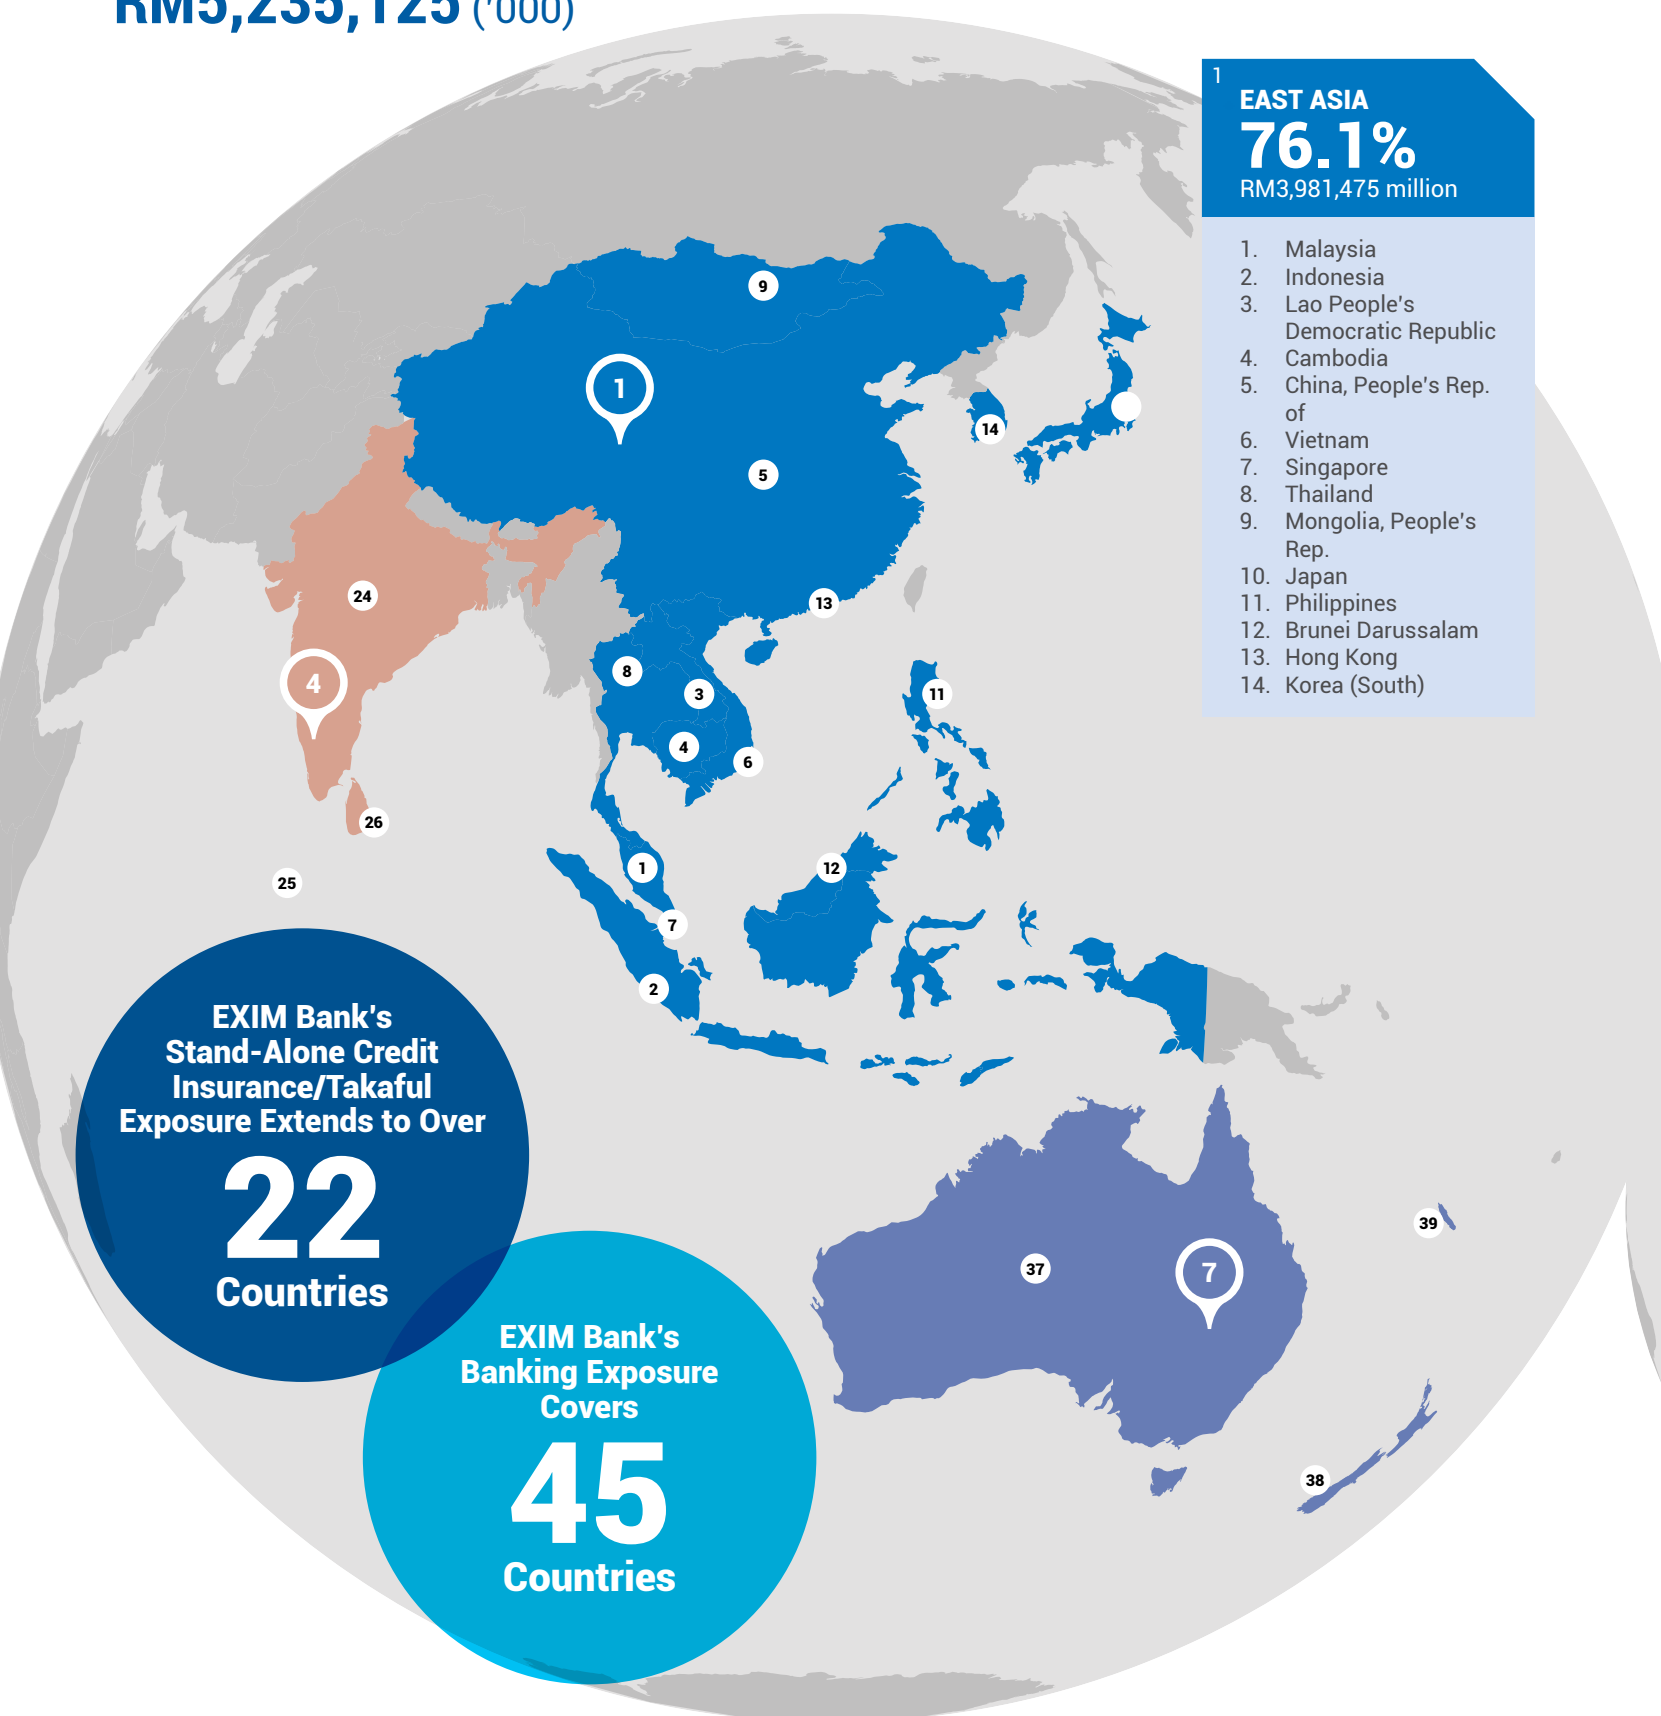 RM5,235,125 ('000)
1
EAST ASIA
76.1%
RM3,981,475 million
1. Malaysia
2. Indonesia
3. Lao People's
Democratic Republic
4. Cambodia
5. China, People's Rep.
of
6. Vietnam
7. Singapore
8. Thailand
9. Mongolia, People's
Rep.
10. Japan
11. Philippines
12. Brunei Darussalam
13. Hong Kong
14. Korea (South)
9
1
14
5
24
13
8
4
3
11
4
6
26
1
12
25
7
2
EXIM Bank's
Stand-Alone Credit
Insurance/Takaful
Exposure Extends to Over
22
Countries
39
37
7
EXIM Bank's
Banking Exposure
Covers
45
Countries
38